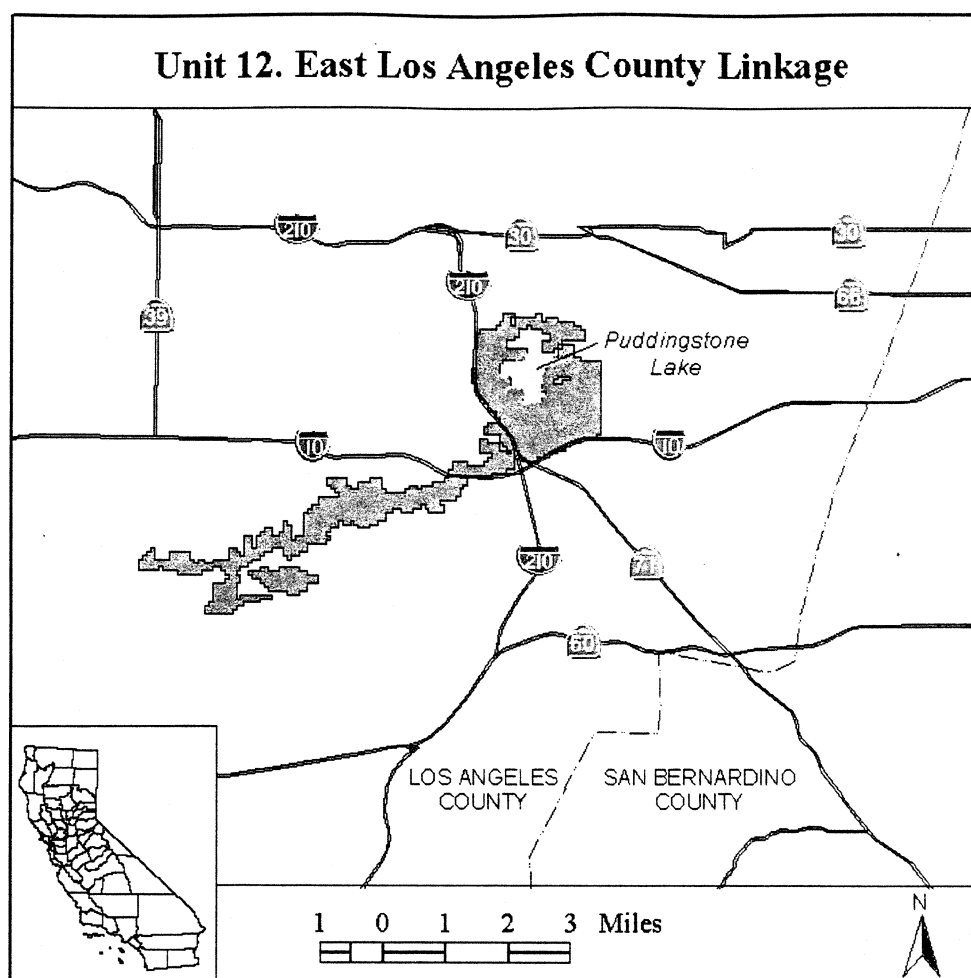 Unit 12. East Los Angeles County Linkage
210
30
30
210
66
39
Puddingstone
Lake
10
10
210
71
60
LOS ANGELES
COUNTY
SAN BERNARDINO
COUNTY
N
1 0 1 2 3 Miles